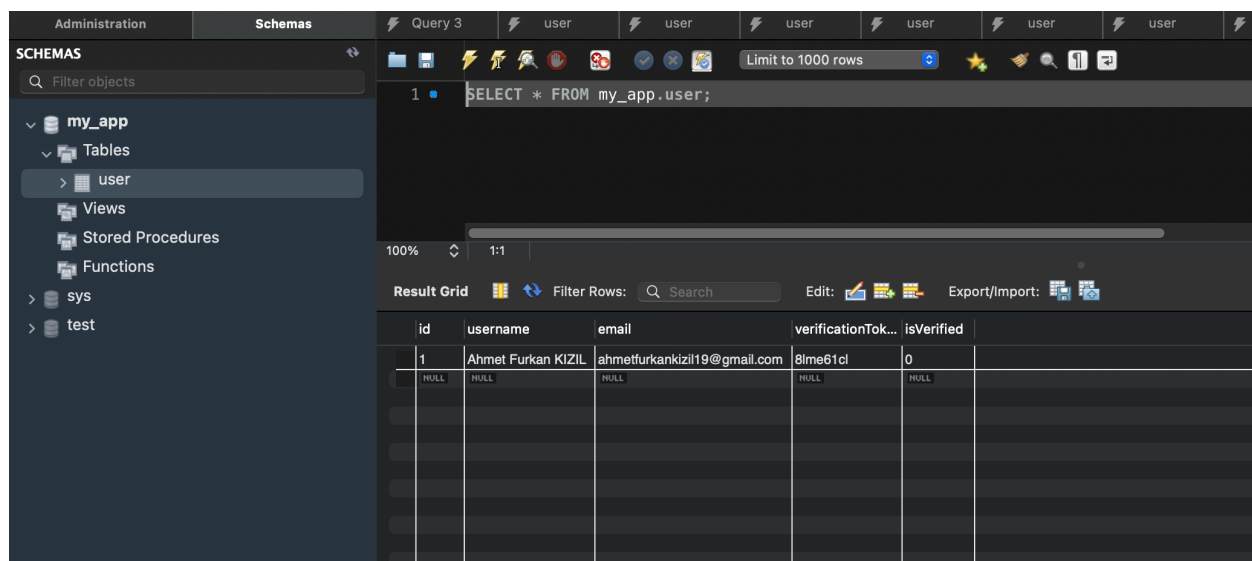 Administration Schemas Query 3 user user user user user user
SCHEMAS
Filter objects
my_app
Tables
user
Views
Stored Procedures
Functions
sys
test
Limit to 1000 rows
1 SELECT * FROM my_app.user;
100% 1:1
Result Grid Filter Rows: Search Edit: Export/Import:
id username email verificationTok... isVerified
1 Ahmet Furkan KIZIL ahmetfurkankizil19@gmail.com 8lme61cl 0
NULL NULL NULL NULL NULL